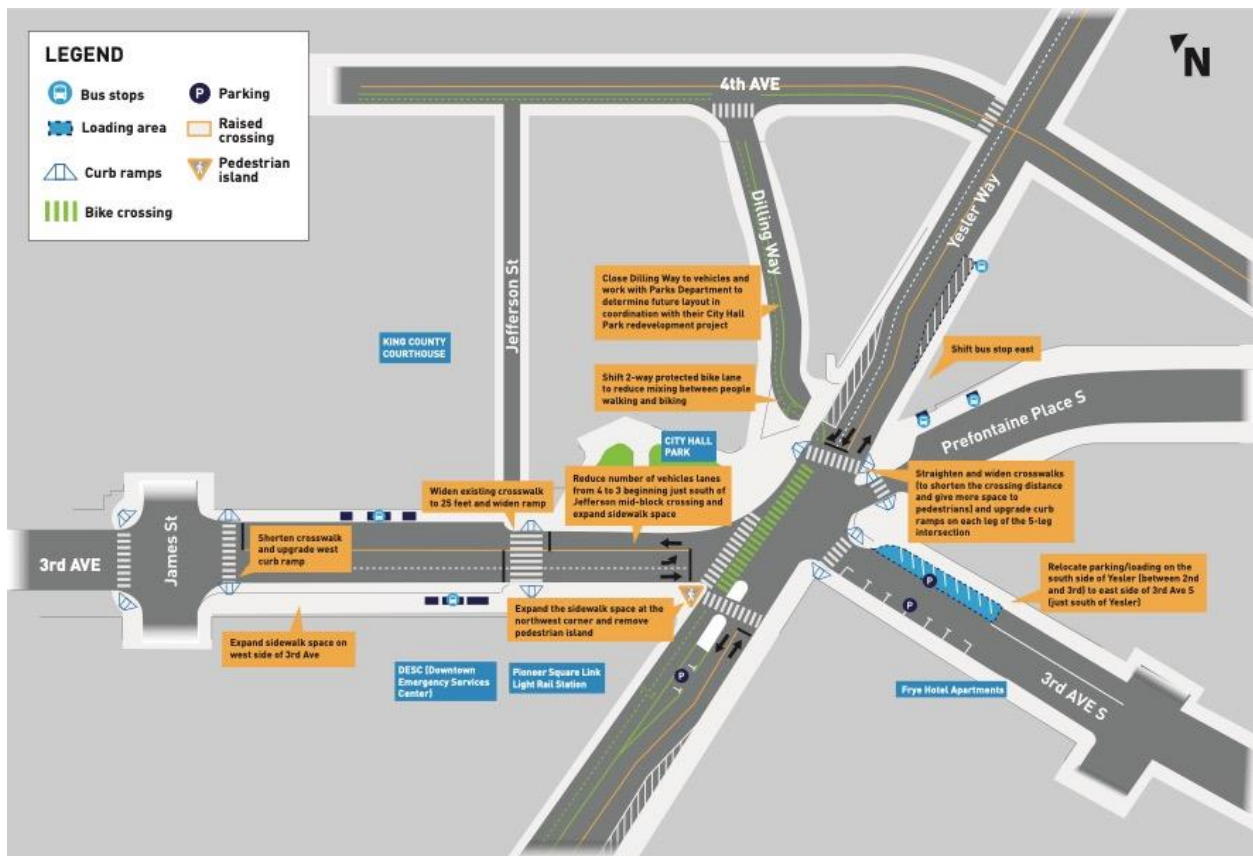 LEGEND
Bus stops
Parking
Loading area
Raised
crossing
Curb ramps
Pedestrian
island
Bike crossing
N
4th AVE
Dilling Way
Yesler Way
Jefferson St
Close Dilling Way to vehicles and
work with Parks Department to
determine future layout in
coordination with their City Hall
Park redevelopment project
KING COUNTY
COURTHOUSE
Shift bus stop east
Shift 2-way protected bike lane
to reduce mixing between people
walking and biking
Prefontaine Place S
CITY HALL
PARK
Reduce number of vehicles lanes
from 4 to 3 beginning just south of
Jefferson mid-block crossing and
expand sidewalk space
Straighten and widen crosswalks
(to shorten the crossing distance
and give more space to
pedestrians) and upgrade curb
ramps on each leg of the 5-leg
intersection
Widen existing crosswalk
to 25 feet and widen ramp
3rd AVE
James St
Shorten crosswalk
and upgrade west
curb ramp
Relocate parking/loading on the
south side of Yesler (between 2nd
and 3rd) to east side of 3rd Ave S
(just south of Yesler)
P
P
Expand the sidewalk space at the
northwest corner and remove
pedestrian island
Expand sidewalk space on
west side of 3rd Ave
DESC (Downtown
Emergency Services
Center)
Pioneer Square Link
Light Rail Station
P
Frye Hotel Apartments
3rd AVE S